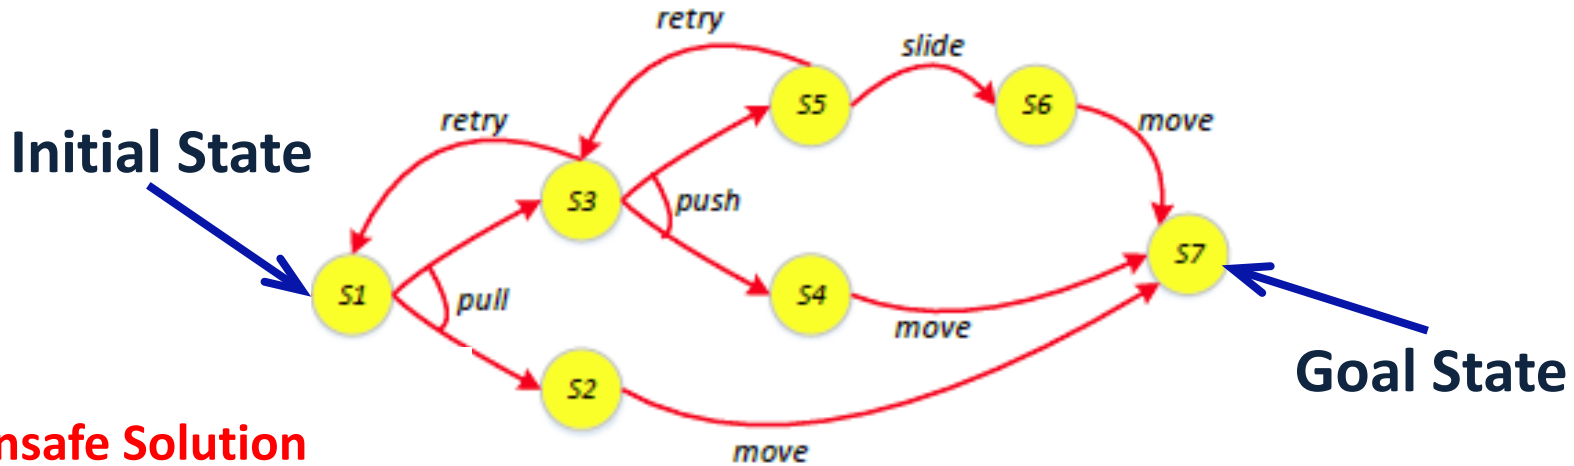 retry
slide
S5
S6
retry
move
Initial State
S3
push
S7
S1
pull
S4
move
Goal State
S2
nsafe Solution
move